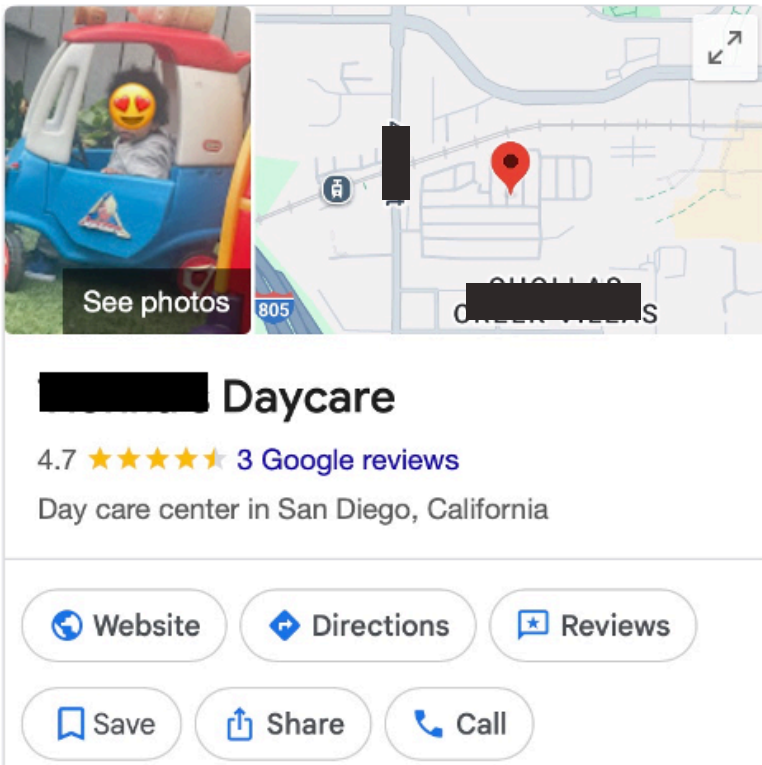 See photos
805
Daycare
4.7 3 Google reviews
Day care center in San Diego, California
Website Directions Reviews
Save Share Call